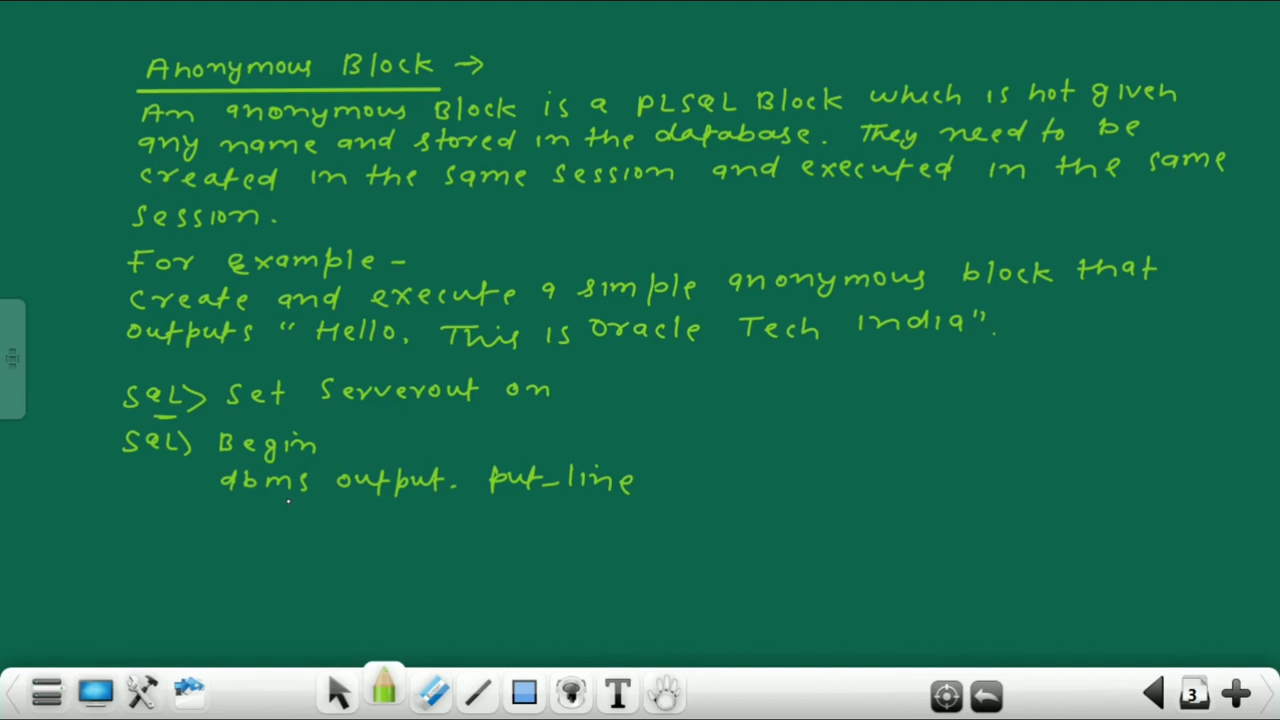 Anonymous Block →
An anonymous Block is a PLSQL Block which is not given
any name and stored in the database. They need to be
created in the same session and executed in the same
session.
For example -
Create and execute a simple anonymous block that
outputs "Hello, This is Oracle Tech India".
SQL> Set Serverout on
SQL> Begin
dbms output. put_line
3
T